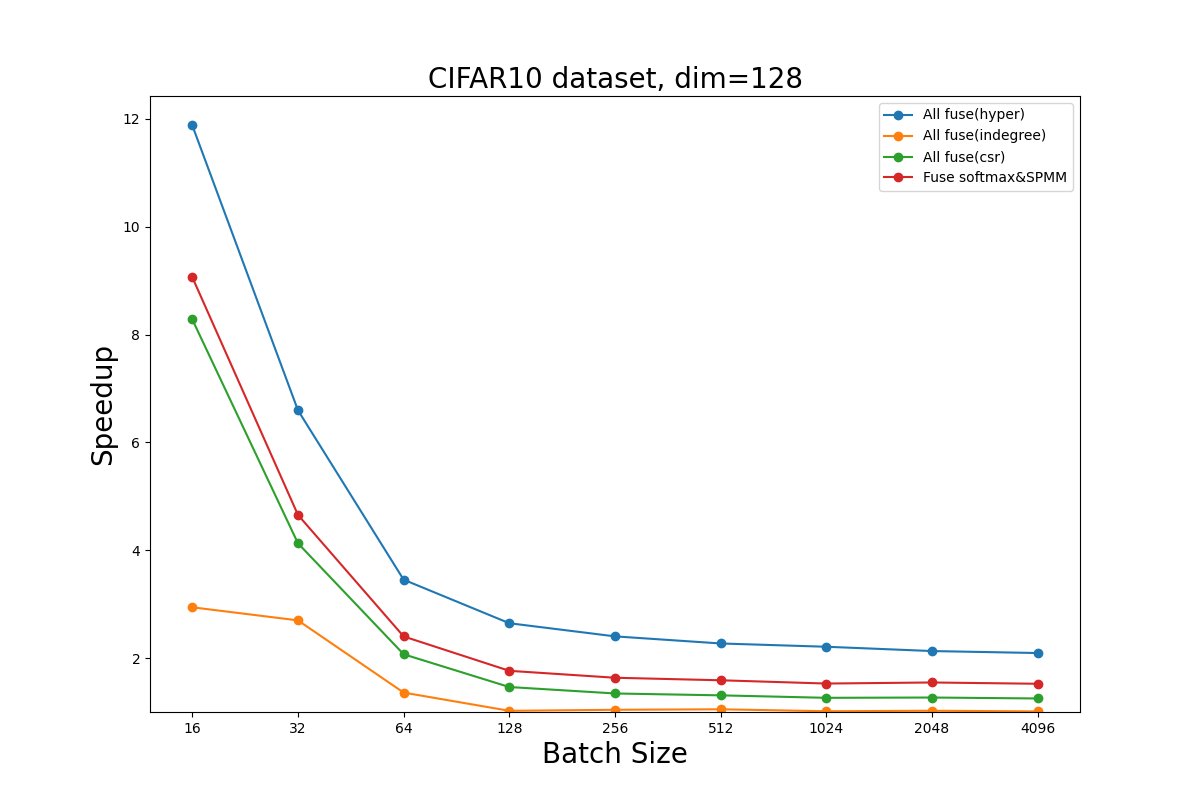 CIFAR10 dataset, dim=128
All fuse(hyper)
All fuse(indegree)
All fuse(csr)
Fuse softmax&SPMM
12
10
8
6
4
2
Speedup
16 32 64 128 256 512 1024 2048 4096
Batch Size